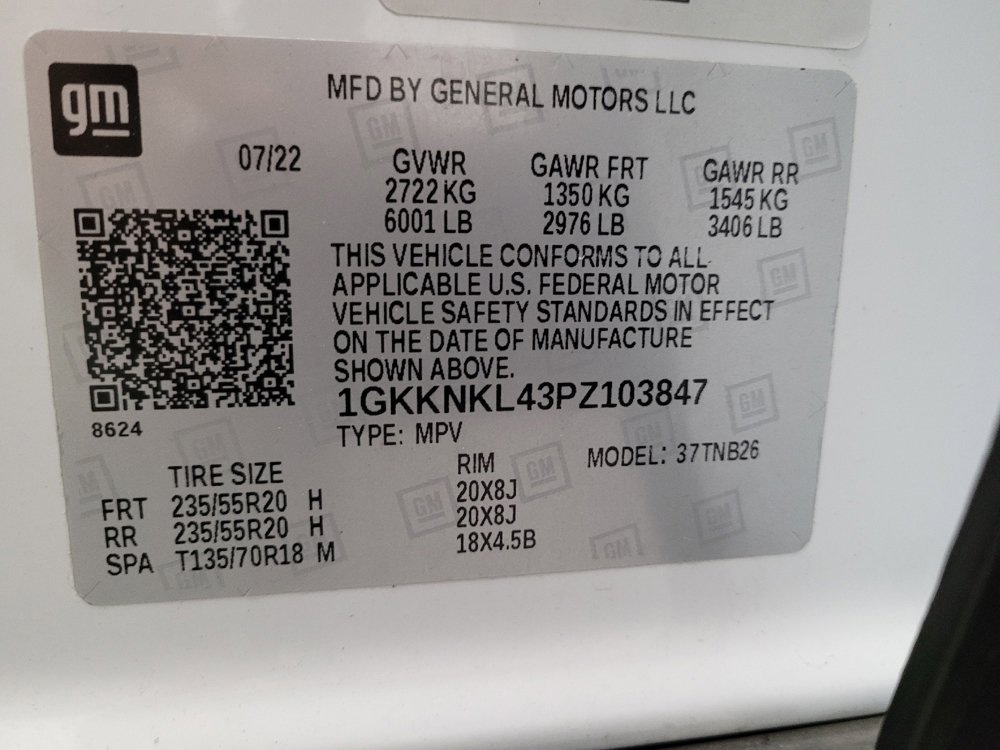 gm
MFD BY GENERAL MOTORS LLC
07/22
GVWR GAWR FRT GAWR RR
2722 KG 1350 KG 1545 KG
6001 LB 2976 LB 3406 LB
THIS VEHICLE CONFORMS TO ALL
APPLICABLE U.S. FEDERAL MOTOR
VEHICLE SAFETY STANDARDS IN EFFECT
ON THE DATE OF MANUFACTURE
SHOWN ABOVE.
1GKKNKL43PZ103847
8624
TYPE: MPV
MODEL: 37TNB26
TIRE SIZE RIM
FRT 235/55R20 H 20X8J
RR 235/55R20 H 20X8J
SPA T135/70R18 M 18X4.5B